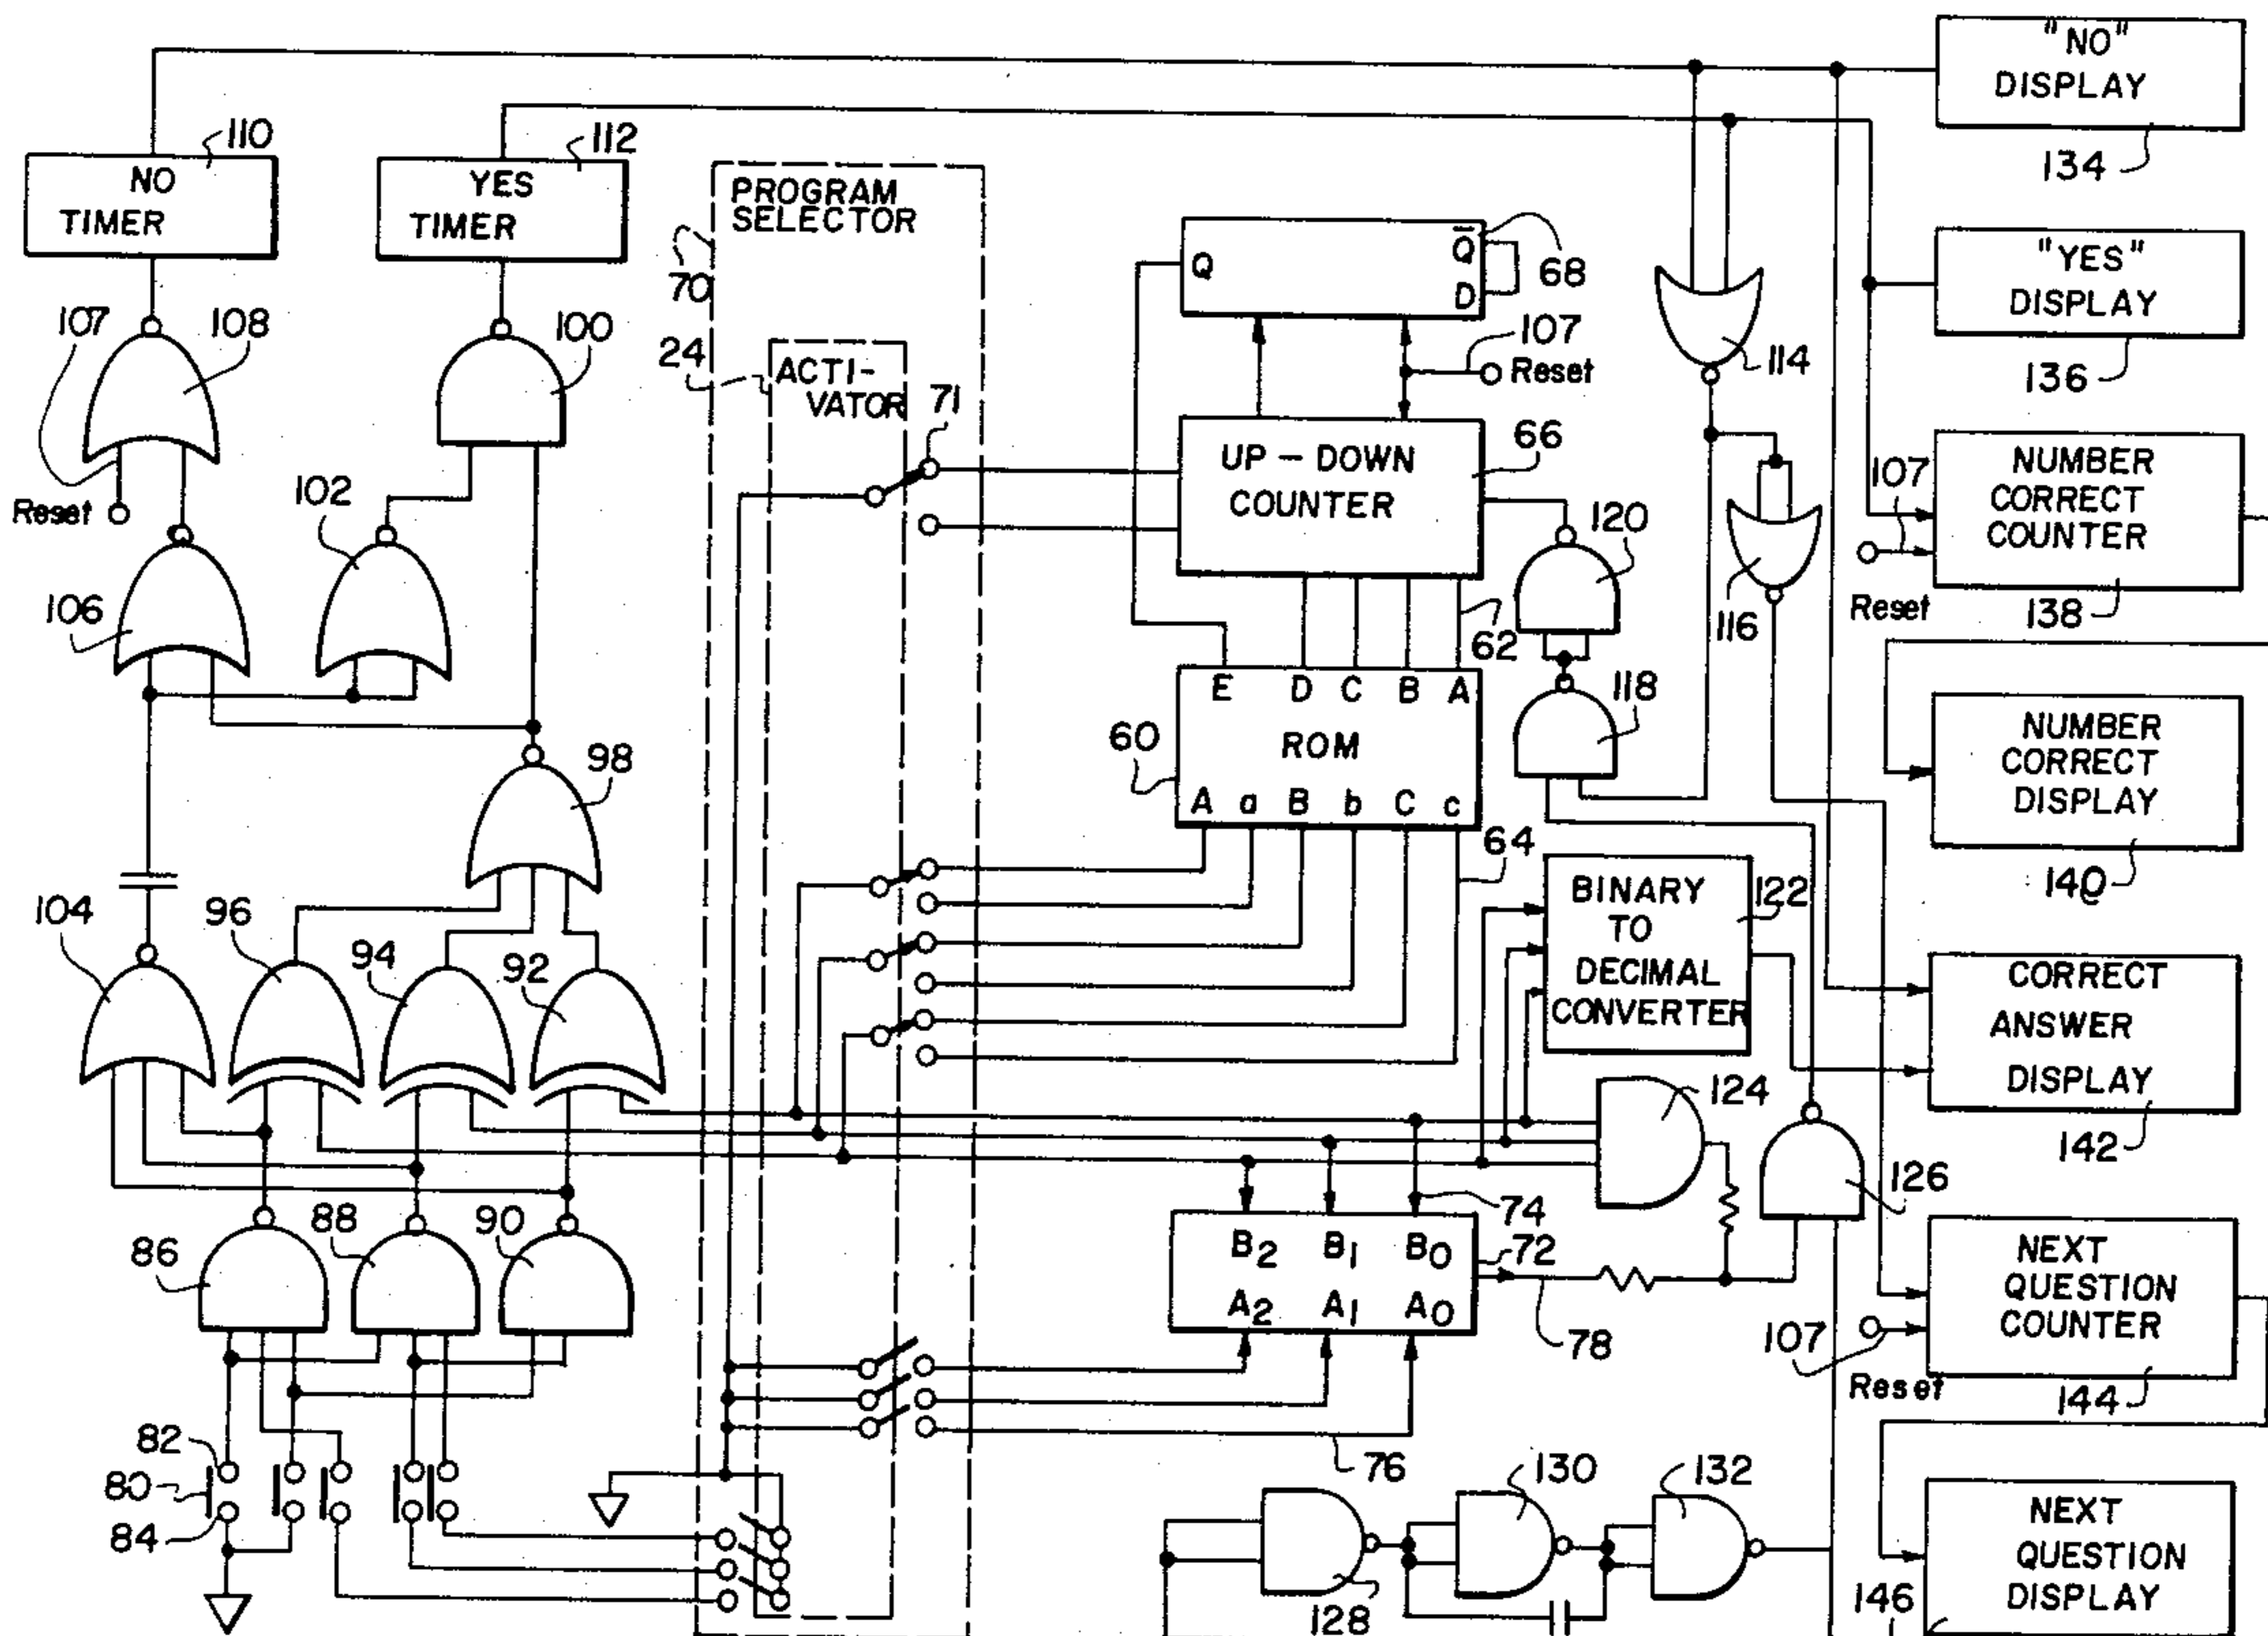 "NO"
DISPLAY
134
110
NO
TIMER
112
YES
TIMER
PROGRAM
SELECTOR
70
24
ACTI-
VATOR
71
Q
Q̅
D
68
107
Reset
114
"YES"
DISPLAY
136
107
108
100
Reset
102
106
UP-DOWN
COUNTER
66
62
120
116
107
Reset
NUMBER
CORRECT
COUNTER
138
E D C B A
ROM
60
A a B b C c
64
118
NUMBER
CORRECT
DISPLAY
140
98
104
96
94
92
BINARY
TO
DECIMAL
CONVERTER
122
124
CORRECT
ANSWER
DISPLAY
142
86
88
90
74
72
B2 B1 B0
A2 A1 A0
78
76
126
107
Reset
NEXT
QUESTION
COUNTER
144
82
80
84
128
130
132
146
NEXT
QUESTION
DISPLAY